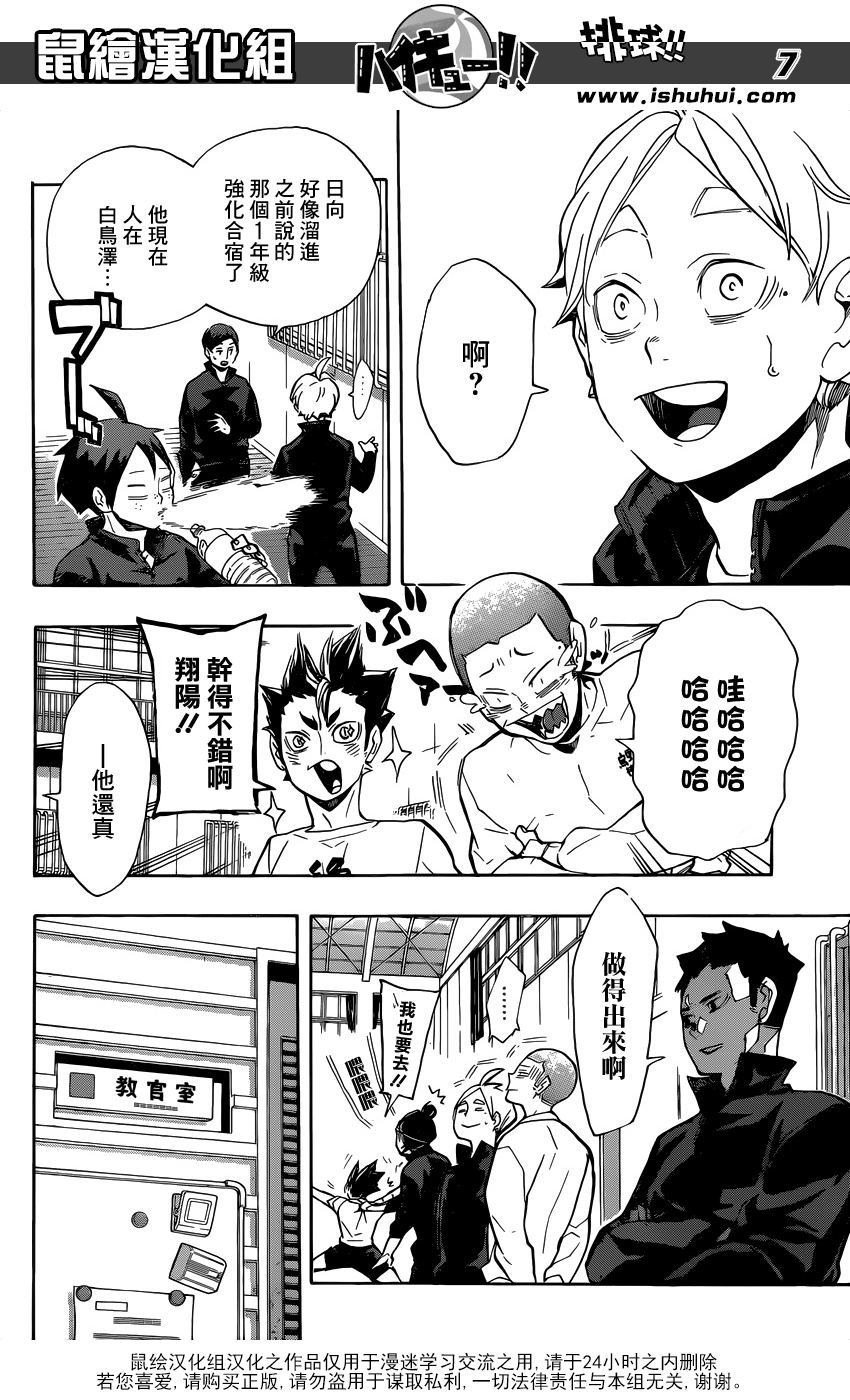 鼠繪漢化組
ハイキュー!!
排球!!
7
www.ishuhui.com
啊?
日向
好像溜進
之前說的
那個1年級
強化合宿了
他現在
人在
白鳥澤…
ブーッ
……
哇哈哈哈
哈哈哈哈
ぶへァー
幹得不錯啊
翔陽!!
ー他還真
做得出來啊
……
我也要去!!
喂喂喂
教官室
鼠绘汉化组汉化之作品仅用于漫迷学习交流之用, 请于24小时之内删除
若您喜爱, 请购买正版, 请勿盗用于谋取私利, 一切法律责任与本组无关, 谢谢。